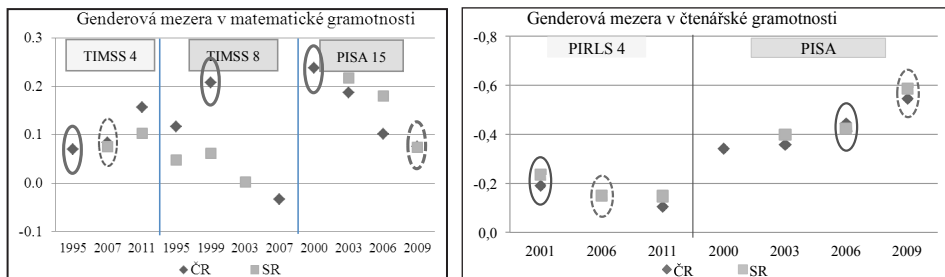 Genderová mezera v matematické gramotnosti
0.3
TIMSS 4 TIMSS 8 PISA 15
0.2
0.1
0.0
-0.1
1995 2007 2011 1995 1999 2003 2007 2000 2003 2006 2009
ČR SR
Genderová mezera v čtenářské gramotnosti
-0,8
PIRLS 4 PISA
-0,6
-0,4
-0,2
0,0
2001 2006 2011 2000 2003 2006 2009
ČR SR